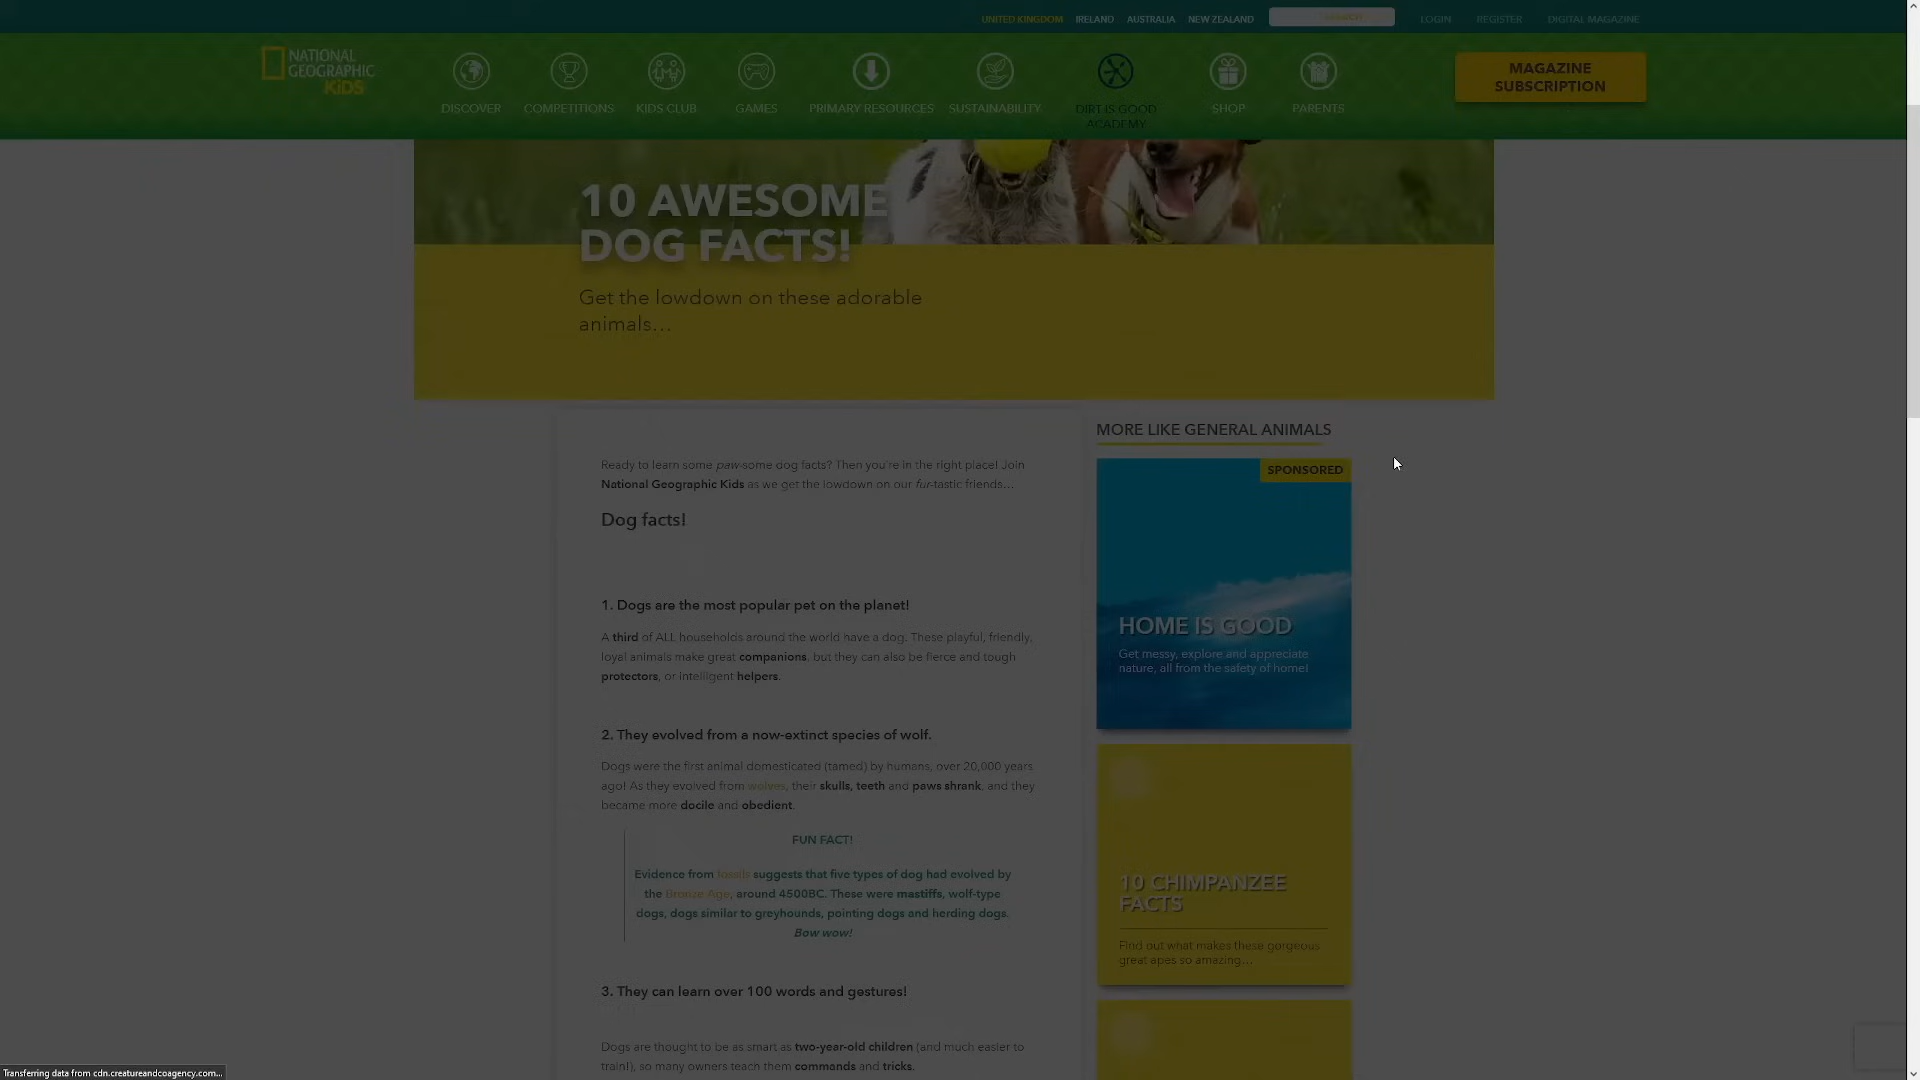 UNITED KINGDOM IRELAND AUSTRALIA NEW ZEALAND LOGIN REGISTER DIGITAL MAGAZINE
NATIONAL
GEOGRAPHIC
KiDS
DISCOVER COMPETITIONS KIDS CLUB GAMES PRIMARY RESOURCES SUSTAINABILITY DIRT IS GOOD
ACADEMY SHOP PARENTS
MAGAZINE
SUBSCRIPTION
10 AWESOME
DOG FACTS!
Get the lowdown on these adorable
animals…
Ready to learn some paw-some dog facts? Then you're in the right place! Join
National Geographic Kids as we get the lowdown on our fur-tastic friends…
Dog facts!
1. Dogs are the most popular pet on the planet!
A third of ALL households around the world have a dog. These playful, friendly,
loyal animals make great companions, but they can also be fierce and tough
protectors, or intelligent helpers.
2. They evolved from a now-extinct species of wolf.
Dogs were the first animal domesticated (tamed) by humans, over 20,000 years
ago! As they evolved from wolves, their skulls, teeth and paws shrank, and they
became more docile and obedient.
FUN FACT!
Evidence from fossils suggests that five types of dog had evolved by
the Bronze Age, around 4500BC. These were mastiffs, wolf-type
dogs, dogs similar to greyhounds, pointing dogs and herding dogs.
Bow wow!
3. They can learn over 100 words and gestures!
Dogs are thought to be as smart as two-year-old children (and much easier to
train!), so many owners teach them commands and tricks.
MORE LIKE GENERAL ANIMALS
SPONSORED
HOME IS GOOD
Get messy, explore and appreciate
nature, all from the safety of home!
10 CHIMPANZEE
FACTS
Find out what makes these gorgeous
great apes so amazing…
Transferring data from cdn.creatureandcoagency.com…